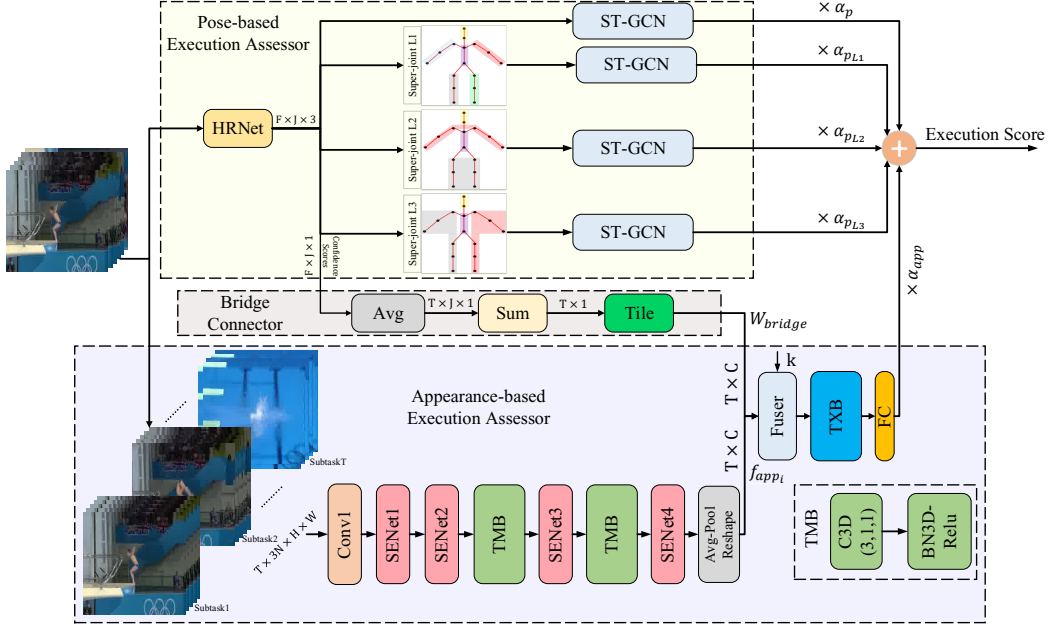 Pose-based
Execution Assessor
HRNet
F × J × 3
Super-joint L1
Super-joint L2
Super-joint L3
ST-GCN
ST-GCN
ST-GCN
ST-GCN
× α_p
× α_{p_{L1}}
× α_{p_{L2}}
× α_{p_{L3}}
+
Execution Score
× α_{app}
F × J × 1
Confidence
Scores
Bridge
Connector
Avg
T × J × 1
Sum
T × 1
Tile
W_{bridge}
Appearance-based
Execution Assessor
SubtaskT
Subtask2
Subtask1
T × 3N × H × W
Conv1
SENet1
SENet2
TMB
SENet3
TMB
SENet4
Avg-Pool
Reshape
T × C
T × C
f_{app_i}
k
Fuser
TXB
FC
TMB
C3D
(3,1,1)
BN3D-
Relu